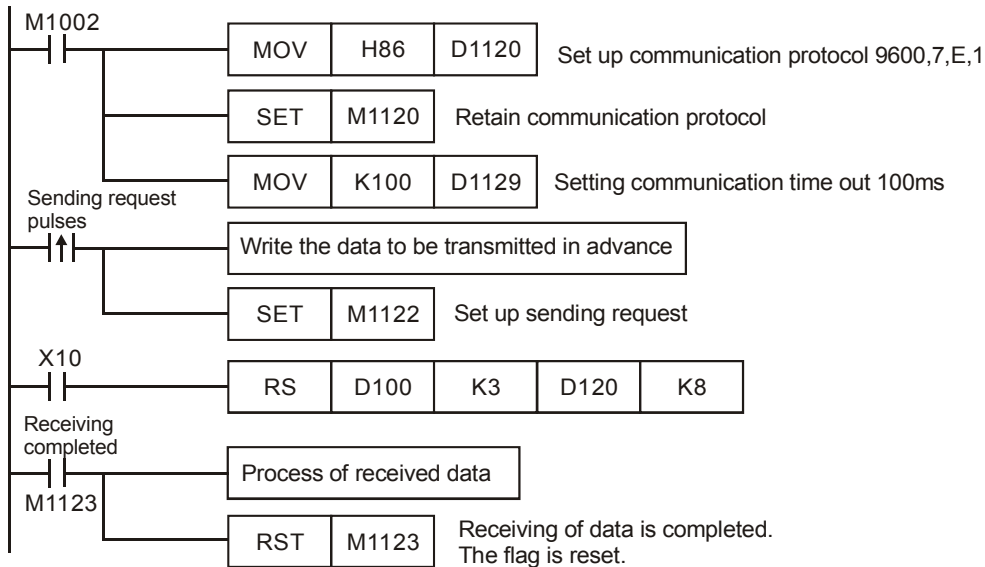 M1002
MOV H86 D1120 Set up communication protocol 9600,7,E,1
SET M1120 Retain communication protocol
MOV K100 D1129 Setting communication time out 100ms
Sending request
pulses
Write the data to be transmitted in advance
SET M1122 Set up sending request
X10
RS D100 K3 D120 K8
Receiving
completed
Process of received data
M1123
RST M1123 Receiving of data is completed.
The flag is reset.